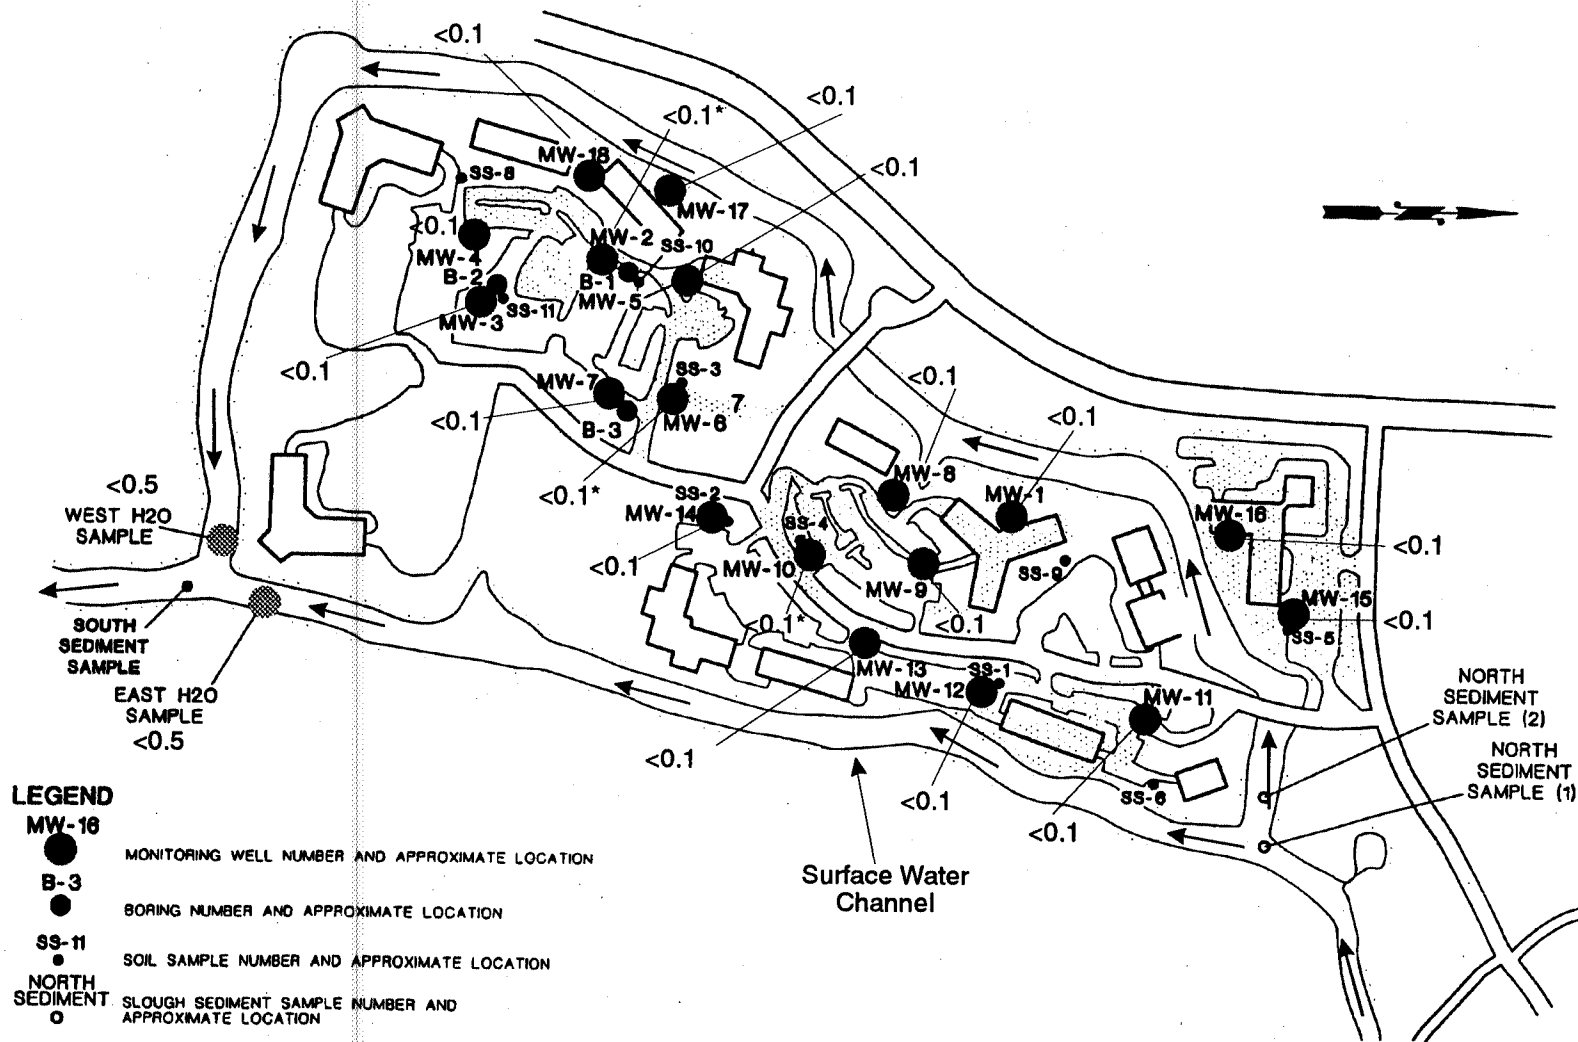 <0.1
<0.1*
<0.1
<0.1
MW-18
SS-8
MW-17
<0.1
MW-2
SS-10
MW-4
B-2
B-1
MW-5
SS-11
MW-3
<0.1
MW-7
SS-3
7
<0.1
B-3
MW-6
<0.1
<0.1
<0.1*
<0.5
WEST H2O
SAMPLE
SS-2
MW-14
MW-8
MW-1
MW-16
SS-4
<0.1
<0.1
MW-10
MW-9
SS-9
MW-15
<0.1
SS-5
<0.1*
<0.1
SOUTH
SEDIMENT
SAMPLE
EAST H2O
SAMPLE
<0.5
MW-13
SS-1
MW-12
MW-11
NORTH
SEDIMENT
SAMPLE (2)
NORTH
SEDIMENT
SAMPLE (1)
<0.1
<0.1
SS-6
<0.1
Surface Water
Channel
LEGEND
MW-16
MONITORING WELL NUMBER AND APPROXIMATE LOCATION
B-3
BORING NUMBER AND APPROXIMATE LOCATION
SS-11
SOIL SAMPLE NUMBER AND APPROXIMATE LOCATION
NORTH
SEDIMENT
SLOUGH SEDIMENT SAMPLE NUMBER AND
APPROXIMATE LOCATION